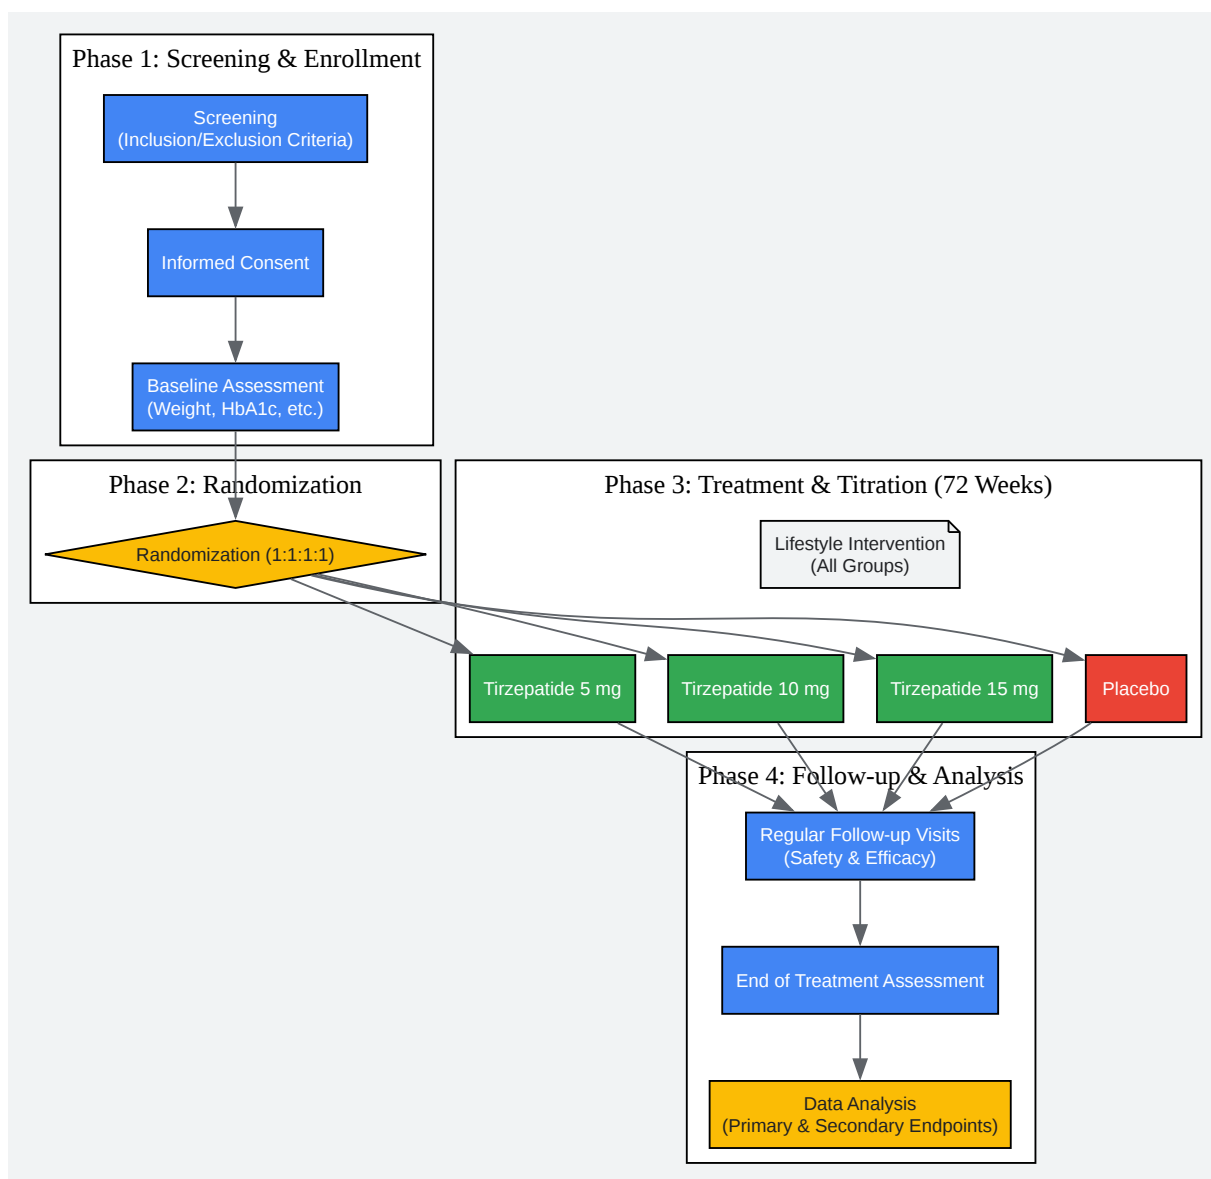 Phase 1: Screening & Enrollment
Screening
(Inclusion/Exclusion Criteria)
Informed Consent
Baseline Assessment
(Weight, HbA1c, etc.)
Phase 2: Randomization
Randomization (1:1:1:1)
Phase 3: Treatment & Titration (72 Weeks)
Lifestyle Intervention
(All Groups)
Tirzepatide 5 mg
Tirzepatide 10 mg
Tirzepatide 15 mg
Placebo
Phase 4: Follow-up & Analysis
Regular Follow-up Visits
(Safety & Efficacy)
End of Treatment Assessment
Data Analysis
(Primary & Secondary Endpoints)